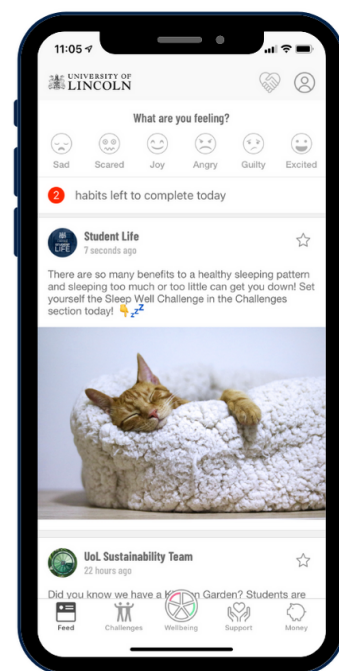 11:05
UNIVERSITY OF
LINCOLN
What are you feeling?
Sad Scared Joy Angry Guilty Excited
2 habits left to complete today
Student Life
7 seconds ago
There are so many benefits to a healthy sleeping pattern
and sleeping too much or too little can get you down! Set
yourself the Sleep Well Challenge in the Challenges
section today! 👇💤
UoL Sustainability Team
22 hours ago
Did you know we have a Garden? Students are
Feed Challenges Wellbeing Support Money